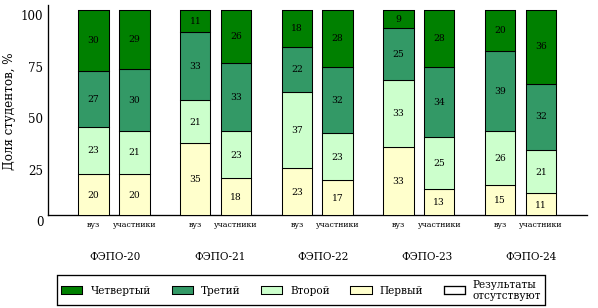 Доля студентов, %
100
75
50
25
0
30 29 11 26 18 28 9 28 20 36
27 30 33 33 22 32 25 34 39 32
23 21 21 23 37 23 33 25 26 21
20 20 35 18 23 17 33 13 15 11
вуз участники вуз участники вуз участники вуз участники вуз участники
ФЭПО-20 ФЭПО-21 ФЭПО-22 ФЭПО-23 ФЭПО-24
Четвертый Третий Второй Первый Результаты
отсутствуют